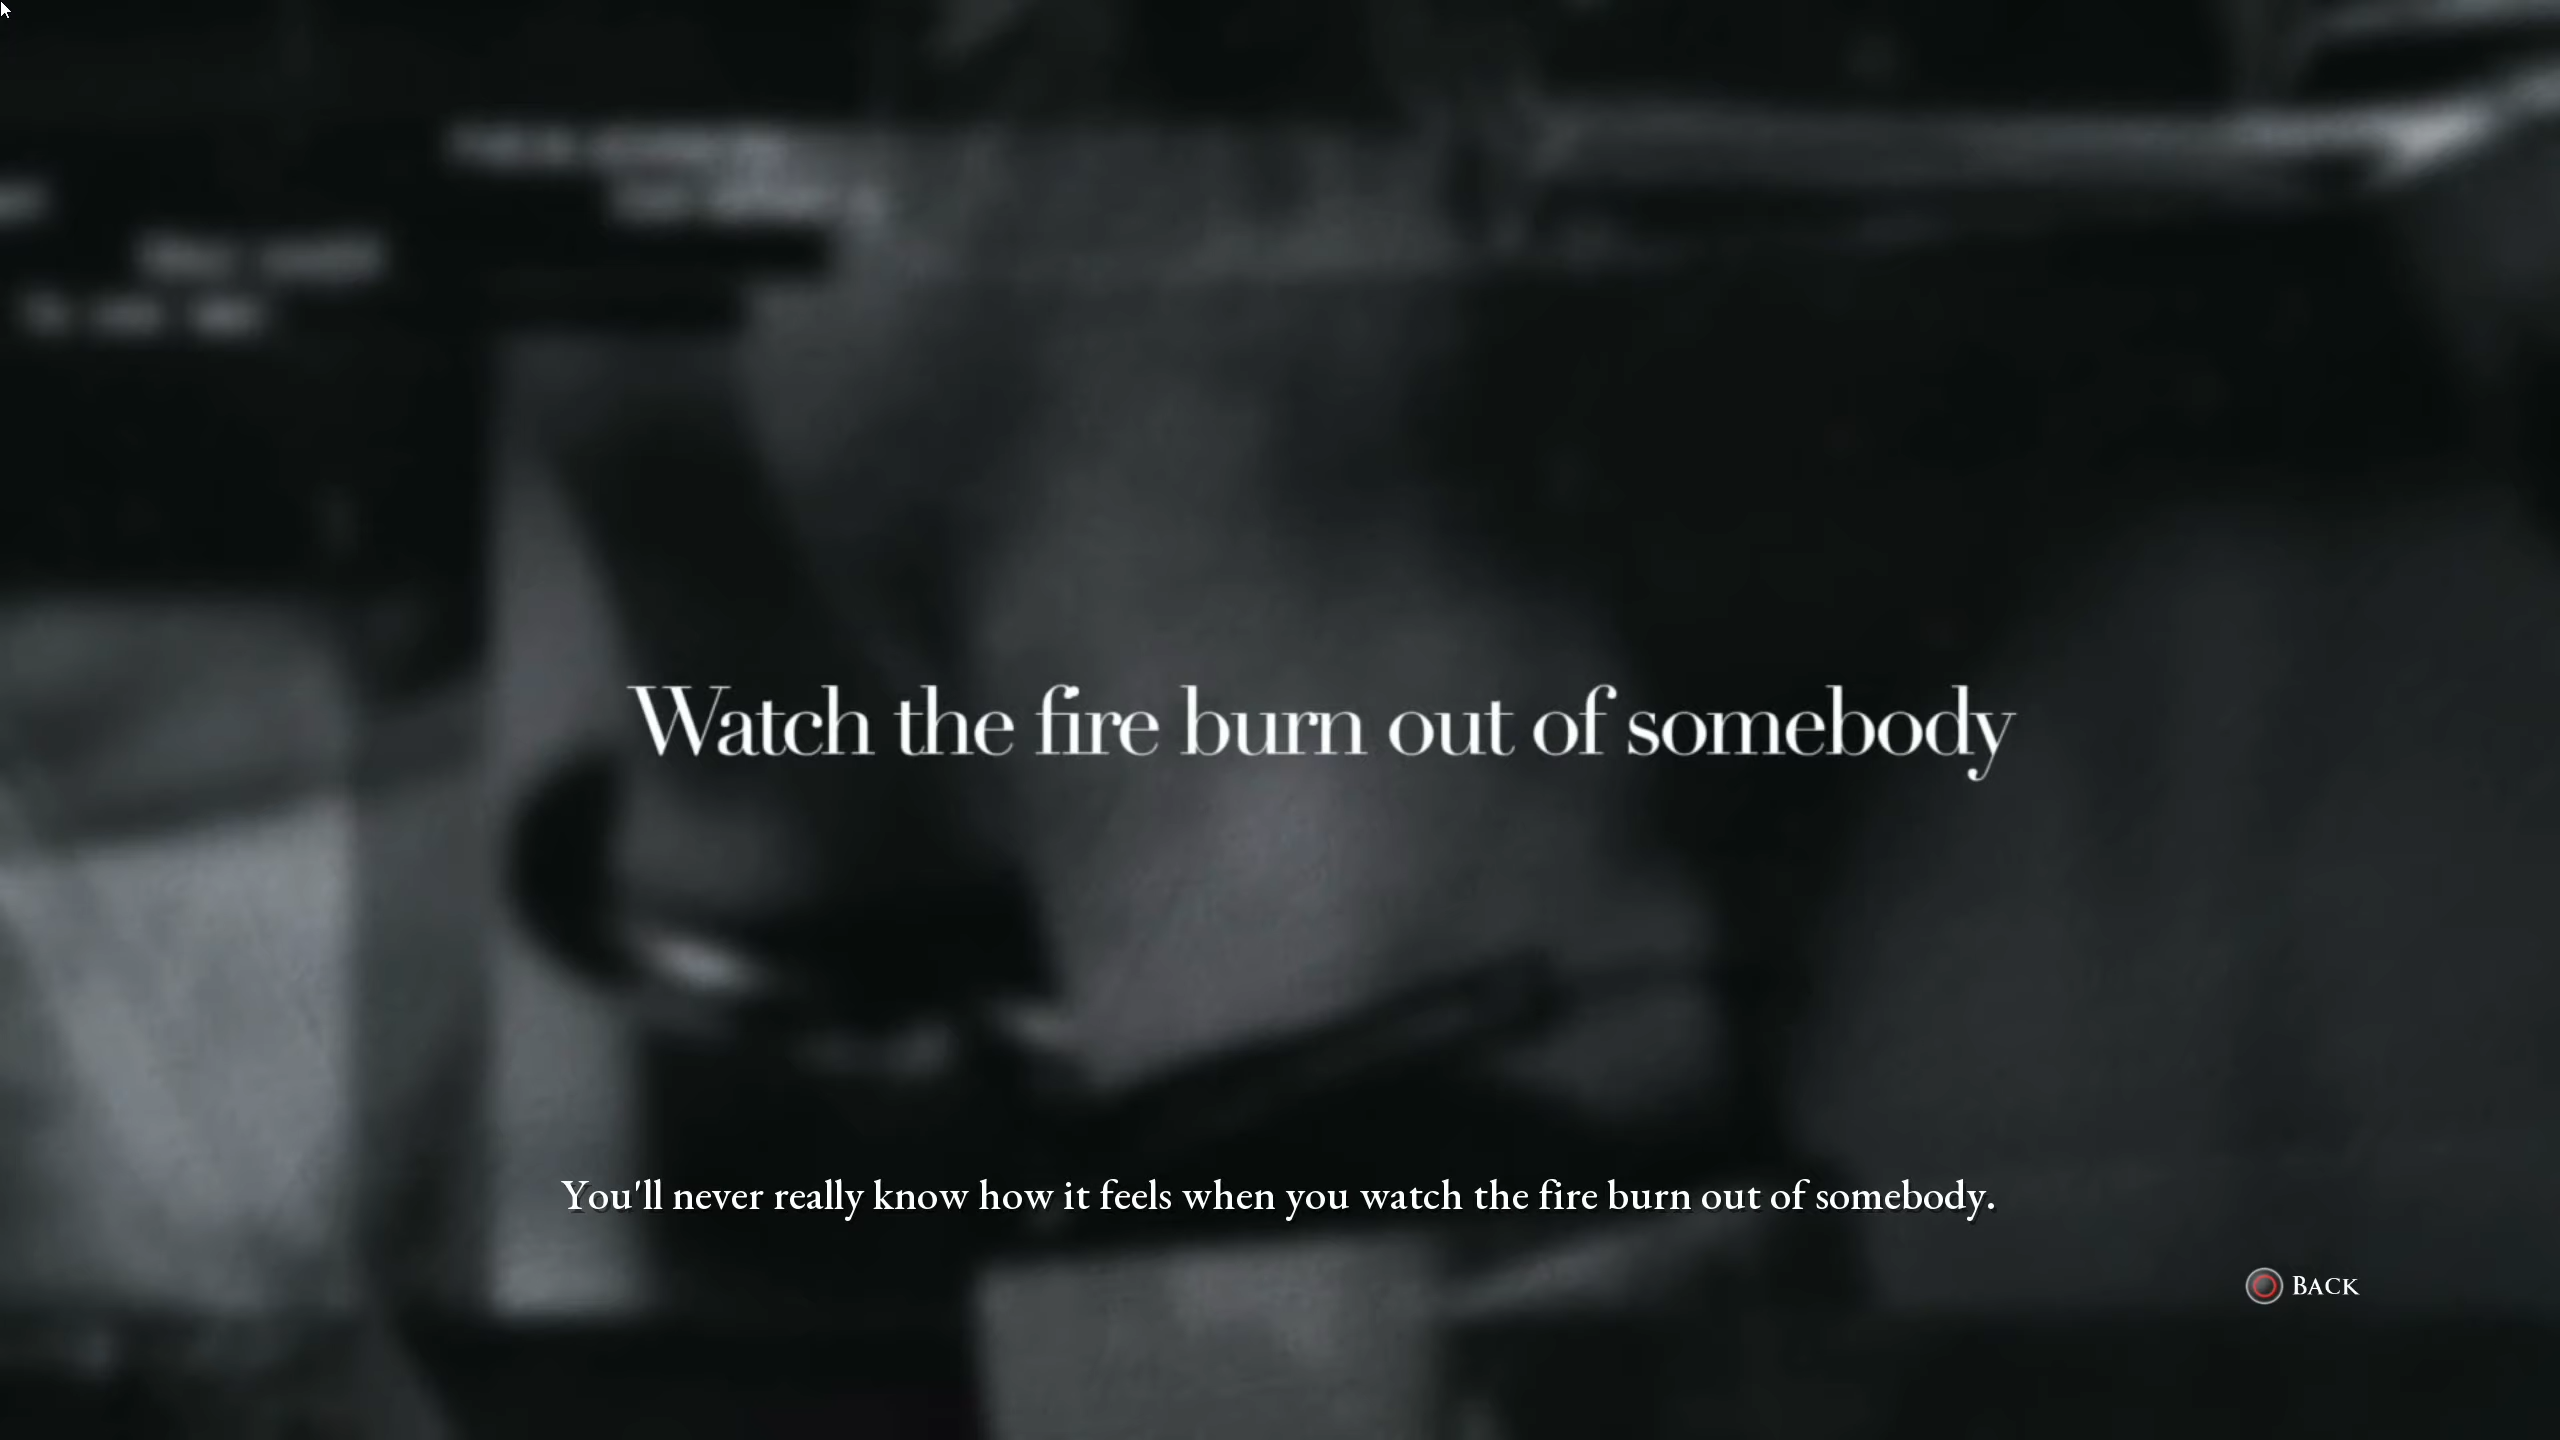 Watch the fire burn out of somebody
You'll never really know how it feels when you watch the fire burn out of somebody.
BACK